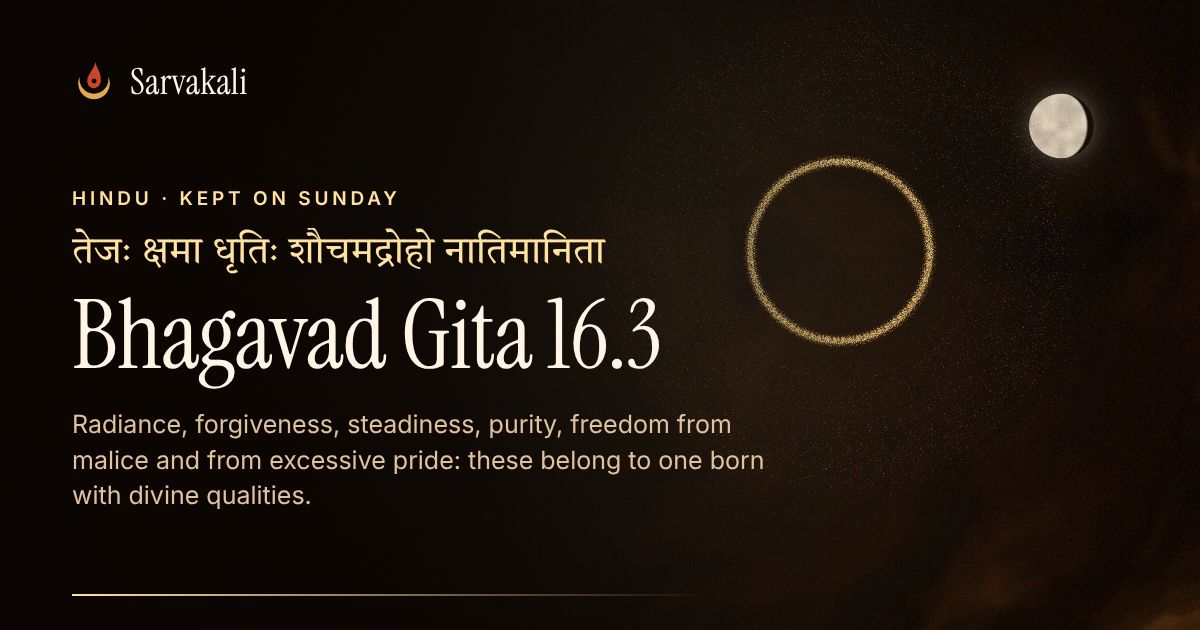 Sarvakali
HINDU · KEPT ON SUNDAY
तेजः क्षमा धृतिः शौचमद्रोहो नातिमानिता
Bhagavad Gita 16.3
Radiance, forgiveness, steadiness, purity, freedom from
malice and from excessive pride: these belong to one born
with divine qualities.